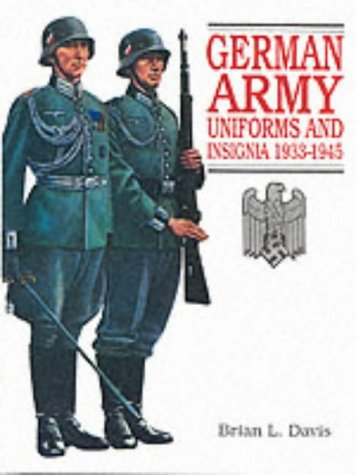 GERMAN
ARMY
UNIFORMS AND
INSIGNIA 1933-1945
Brian L. Davis